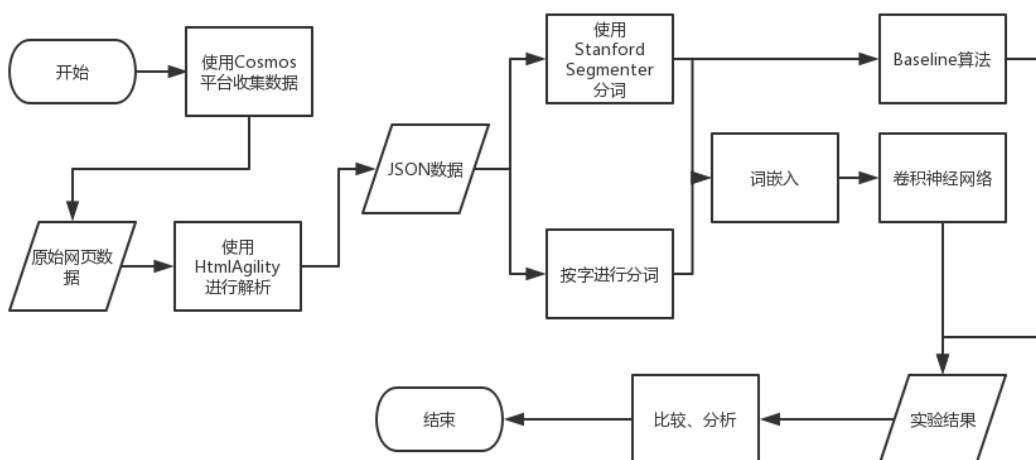 开始
使用Cosmos
平台收集数据
原始网页数
据
使用
HtmlAgility
进行解析
JSON数据
使用
Stanford
Segmenter
分词
按字进行分词
词嵌入
Baseline算法
卷积神经网络
实验结果
比较、分析
结束